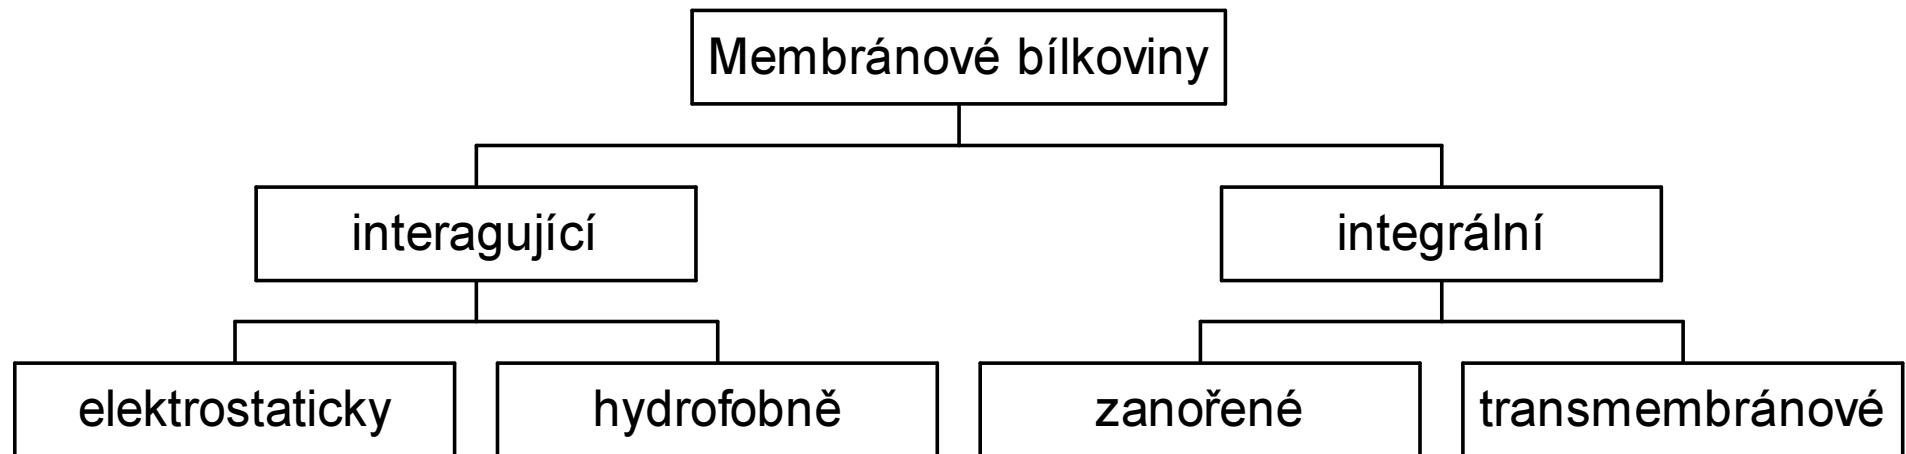 Membránové bílkoviny
interagující
integrální
elektrostaticky
hydrofobně
zanořené
transmembránové